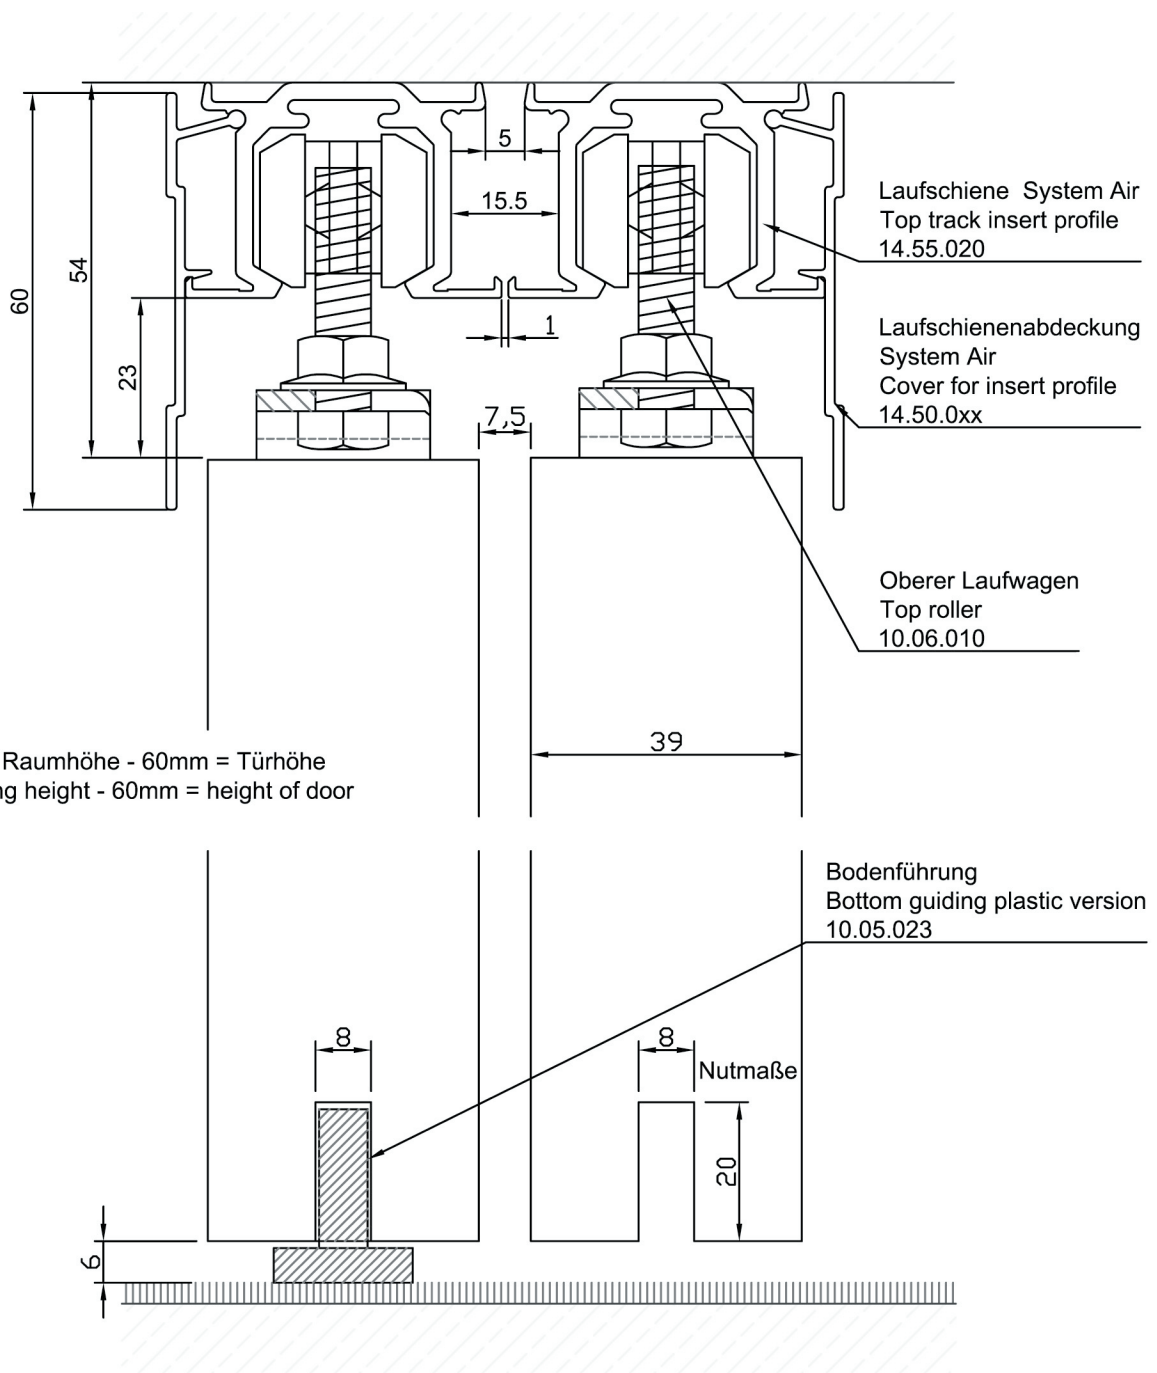 5
15.5
54
60
23
1
7,5
Laufschiene System Air
Top track insert profile
14.55.020
Laufschienenabdeckung
System Air
Cover for insert profile
14.50.0xx
Oberer Laufwagen
Top roller
10.06.010
39
Raumhöhe - 60mm = Türhöhe
ng height - 60mm = height of door
Bodenführung
Bottom guiding plastic version
10.05.023
8
8
Nutmaße
20
6